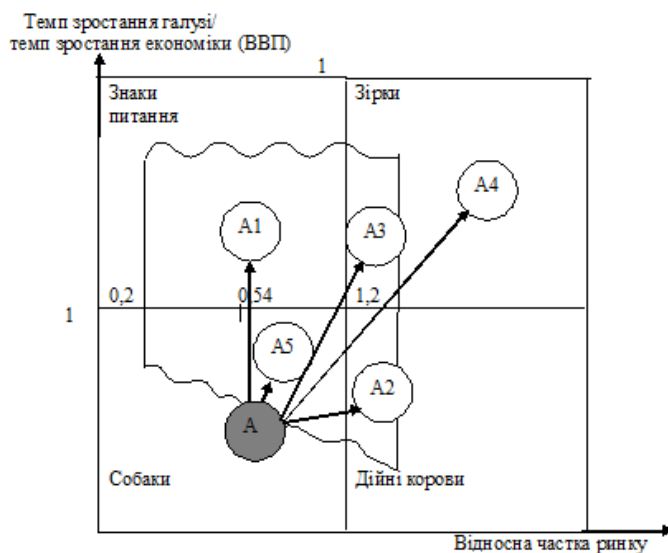 Темп зростання галузі/
темп зростання економіки (ВВП)
1
Знаки
питання
Зірки
A4
A1
A3
0,2
0,54
1,2
1
A5
A2
A
Собаки
Дійні корови
Відносна частка ринку